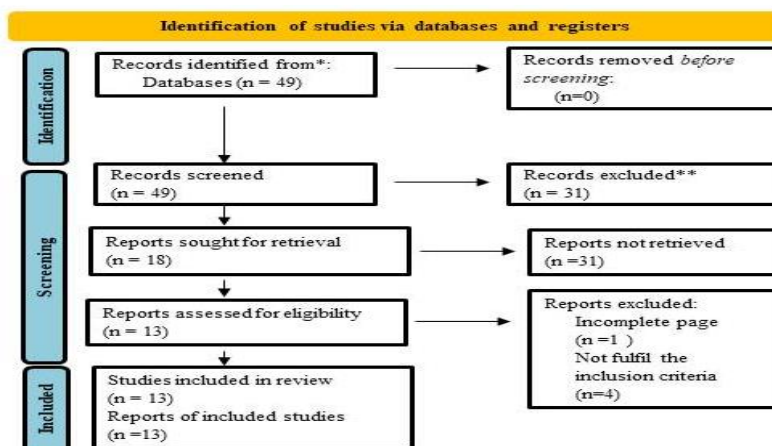 Identification of studies via databases and registers
Identification
Records identified from*:
Databases (n = 49)
Records removed before
screening:
(n=0)
Screening
Records screened
(n = 49)
Records excluded**
(n = 31)
Reports sought for retrieval
(n = 18)
Reports not retrieved
(n =31)
Reports assessed for eligibility
(n = 13)
Reports excluded:
Incomplete page
(n =1 )
Not fulfil the
inclusion criteria
(n=4)
Included
Studies included in review
(n = 13)
Reports of included studies
(n =13)